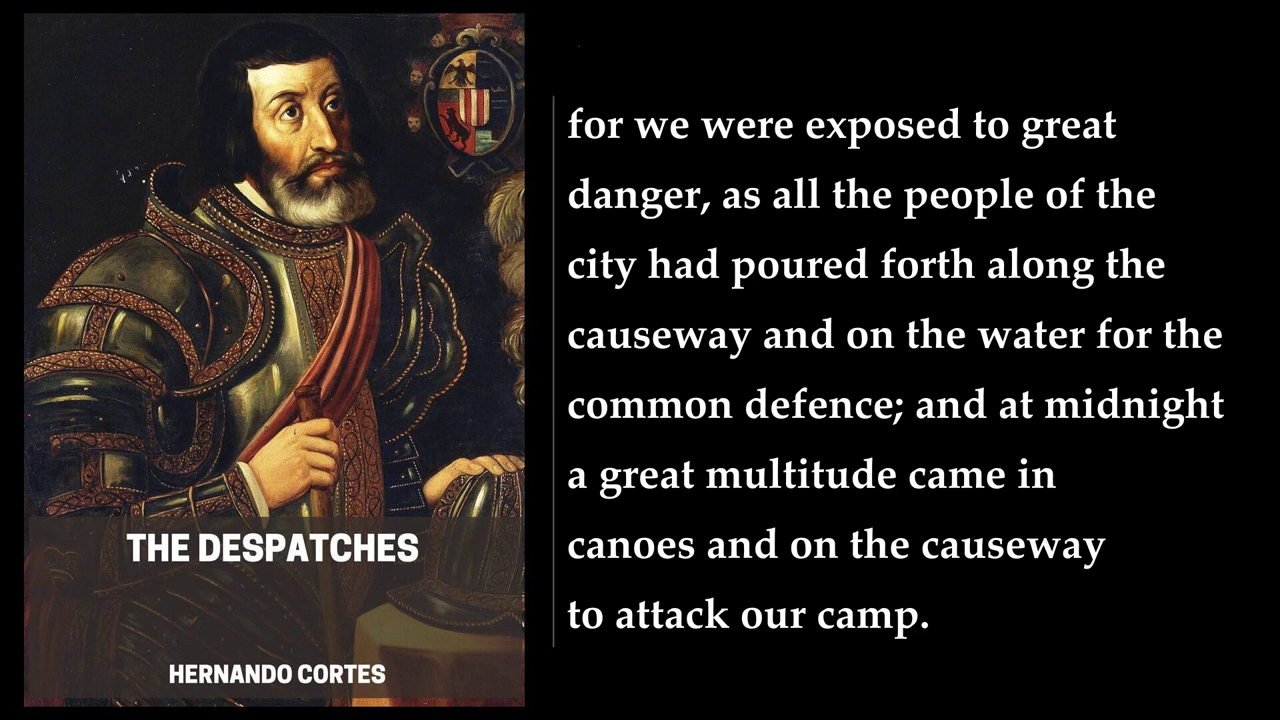 THE DESPATCHES
HERNANDO CORTES
for we were exposed to great
danger, as all the people of the
city had poured forth along the
causeway and on the water for the
common defence; and at midnight
a great multitude came in
canoes and on the causeway
to attack our camp.